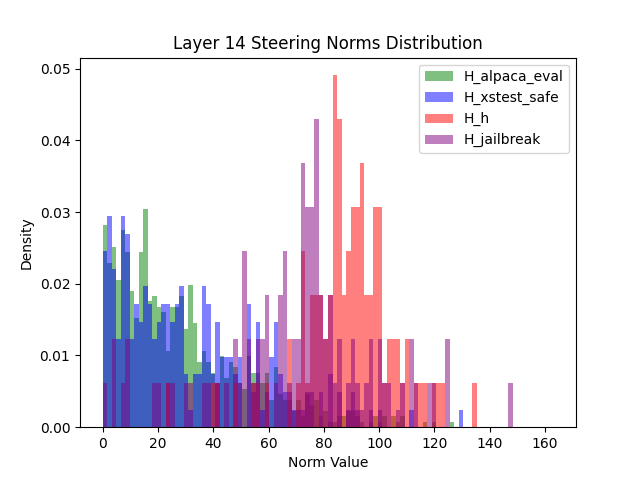 Layer 14 Steering Norms Distribution
H_alpaca_eval
H_xstest_safe
H_h
H_jailbreak
Density
0.05
0.04
0.03
0.02
0.01
0.00
0 20 40 60 80 100 120 140 160
Norm Value